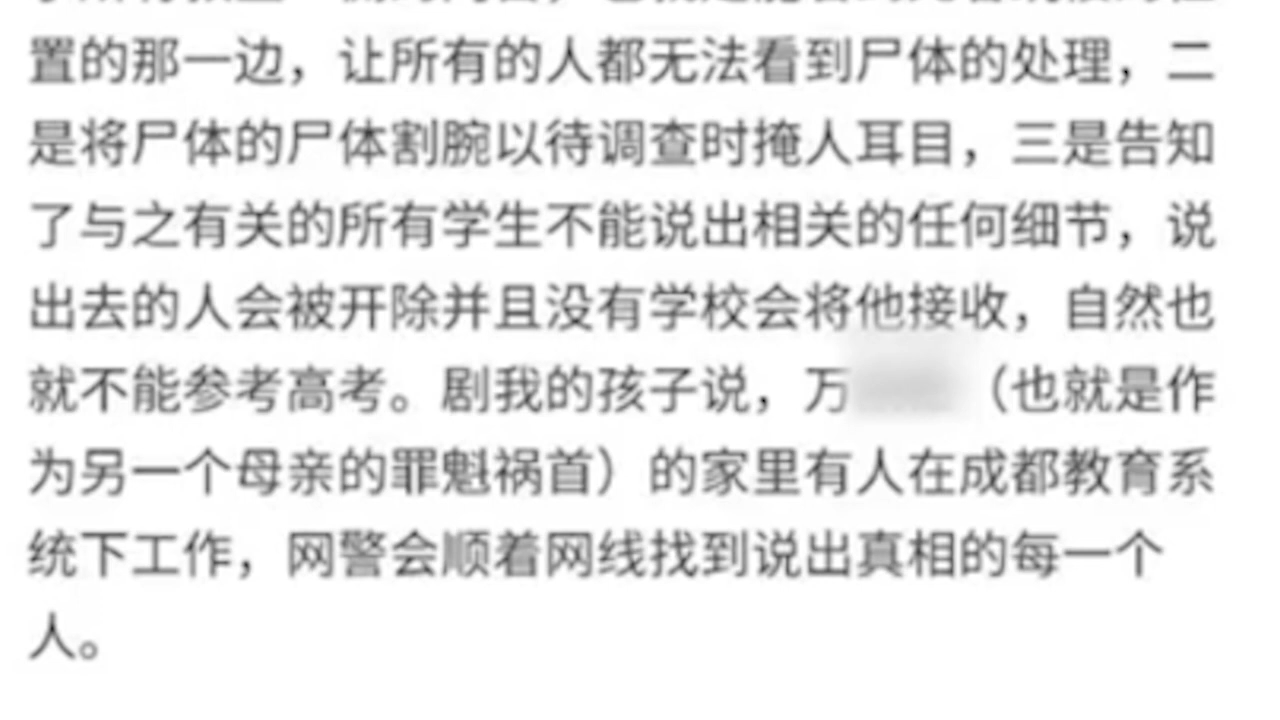 置的那一边，让所有的人都无法看到尸体的处理，二
是将尸体的尸体割腕以待调查时掩人耳目，三是告知
了与之有关的所有学生不能说出相关的任何细节，说
出去的人会被开除并且没有学校会将他接收，自然也
就不能参考高考。剧我的孩子说，万（也就是作
为另一个母亲的罪魁祸首）的家里有人在成都教育系
统下工作，网警会顺着网线找到说出真相的每一个
人。